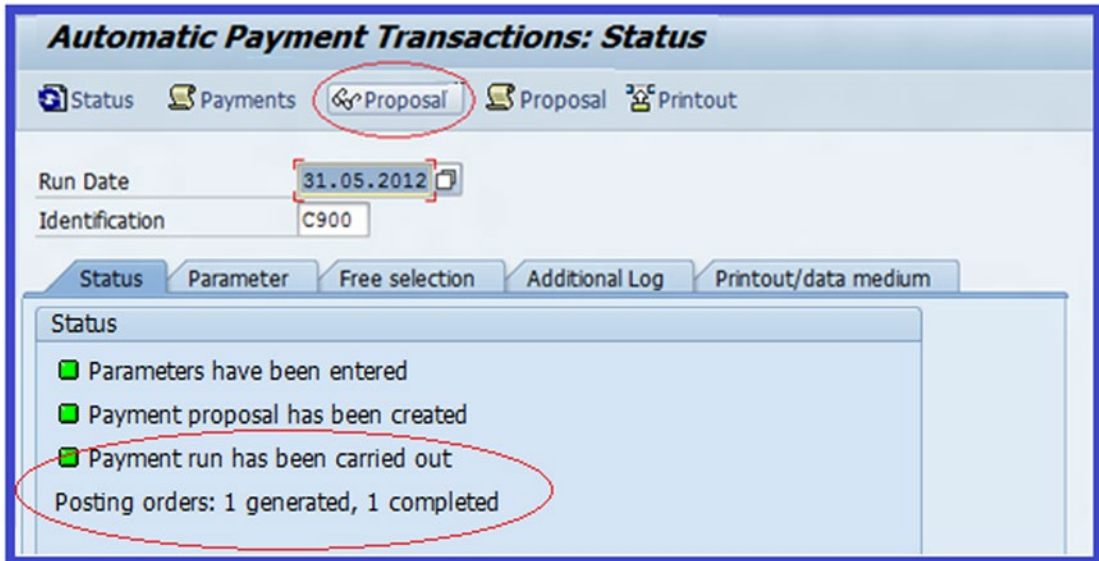 Automatic Payment Transactions: Status
Status Payments Proposal Proposal Printout
Run Date 31.05.2012
Identification C900
Status Parameter Free selection Additional Log Printout/data medium
Status
Parameters have been entered
Payment proposal has been created
Payment run has been carried out
Posting orders: 1 generated, 1 completed